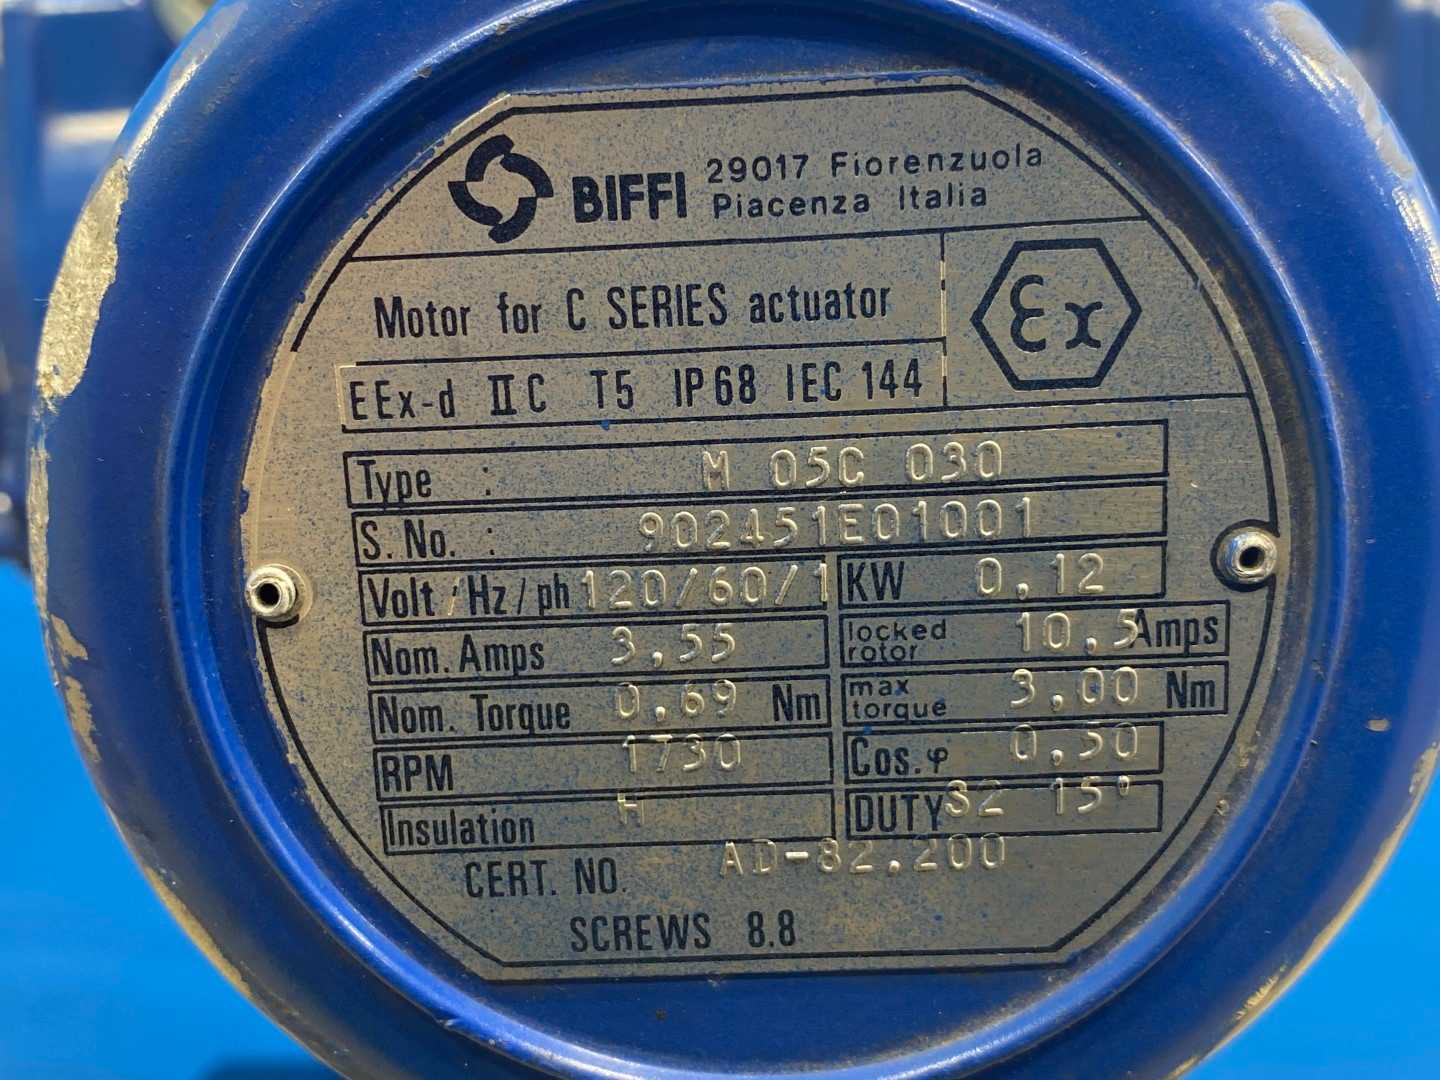 BIFFI 29017 Fiorenzuola
Piacenza Italia
Motor for C SERIES actuator
Ex
EEx-d IIC T5 IP68 IEC 144
Type : M 05C 030
S. No. : 902451E01001
Volt/Hz/ph 120/60/1 KW 0,12
Nom. Amps 3,55 locked rotor 10,5 Amps
Nom. Torque 0,69 Nm max torque 3,00 Nm
RPM 1730 Cos.φ 0,50
Insulation H DUTY S2 15'
CERT. NO. AD-82.200
SCREWS 8.8